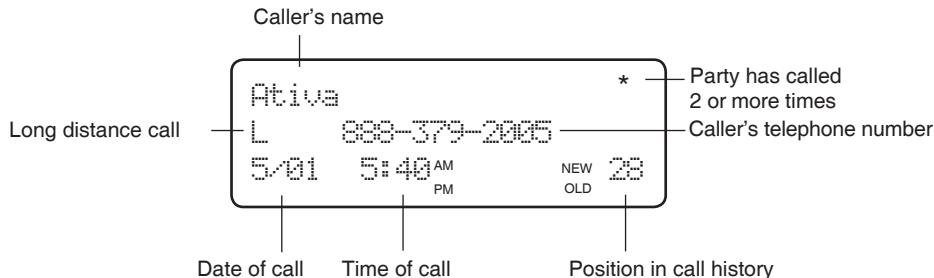 Caller's name
Ativa
*
Party has called
2 or more times
Long distance call
L 888-379-2005
Caller's telephone number
5/01 5:40 AM PM NEW OLD 28
Date of call
Time of call
Position in call history